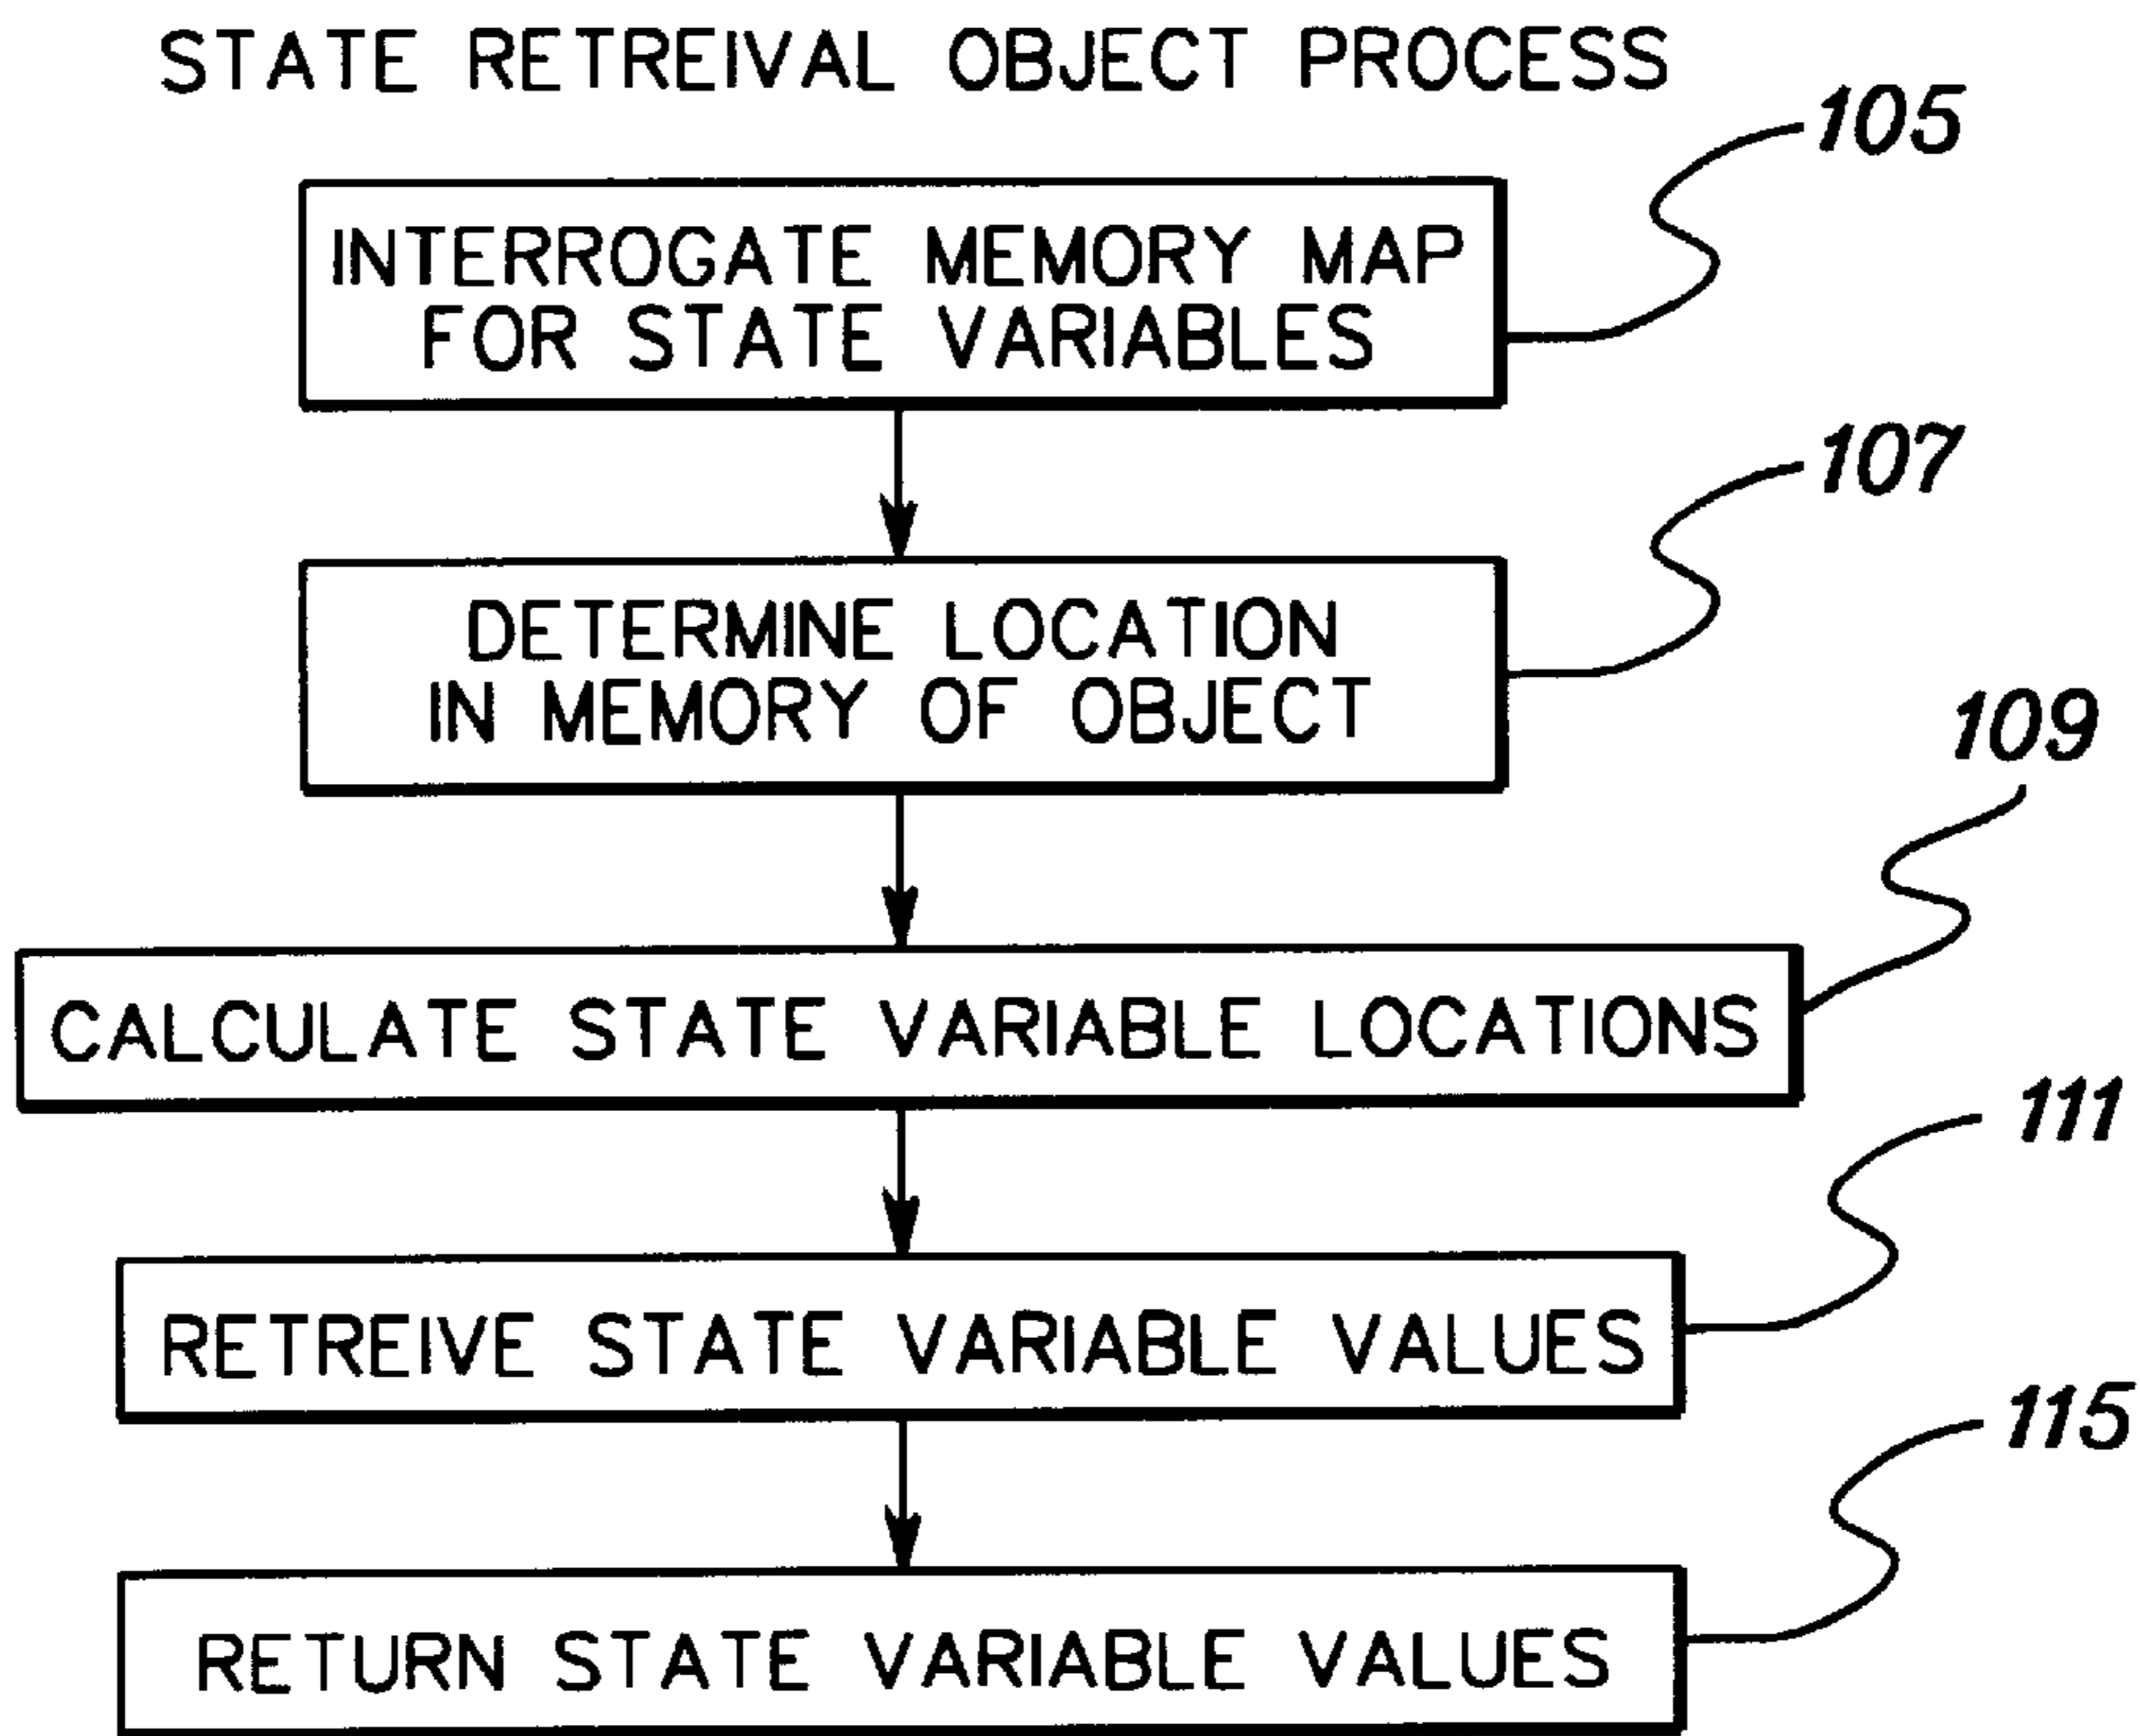 STATE RETREIVAL OBJECT PROCESS
105
INTERROGATE MEMORY MAP
FOR STATE VARIABLES
107
DETERMINE LOCATION
IN MEMORY OF OBJECT
109
CALCULATE STATE VARIABLE LOCATIONS
111
RETREIVE STATE VARIABLE VALUES
115
RETURN STATE VARIABLE VALUES